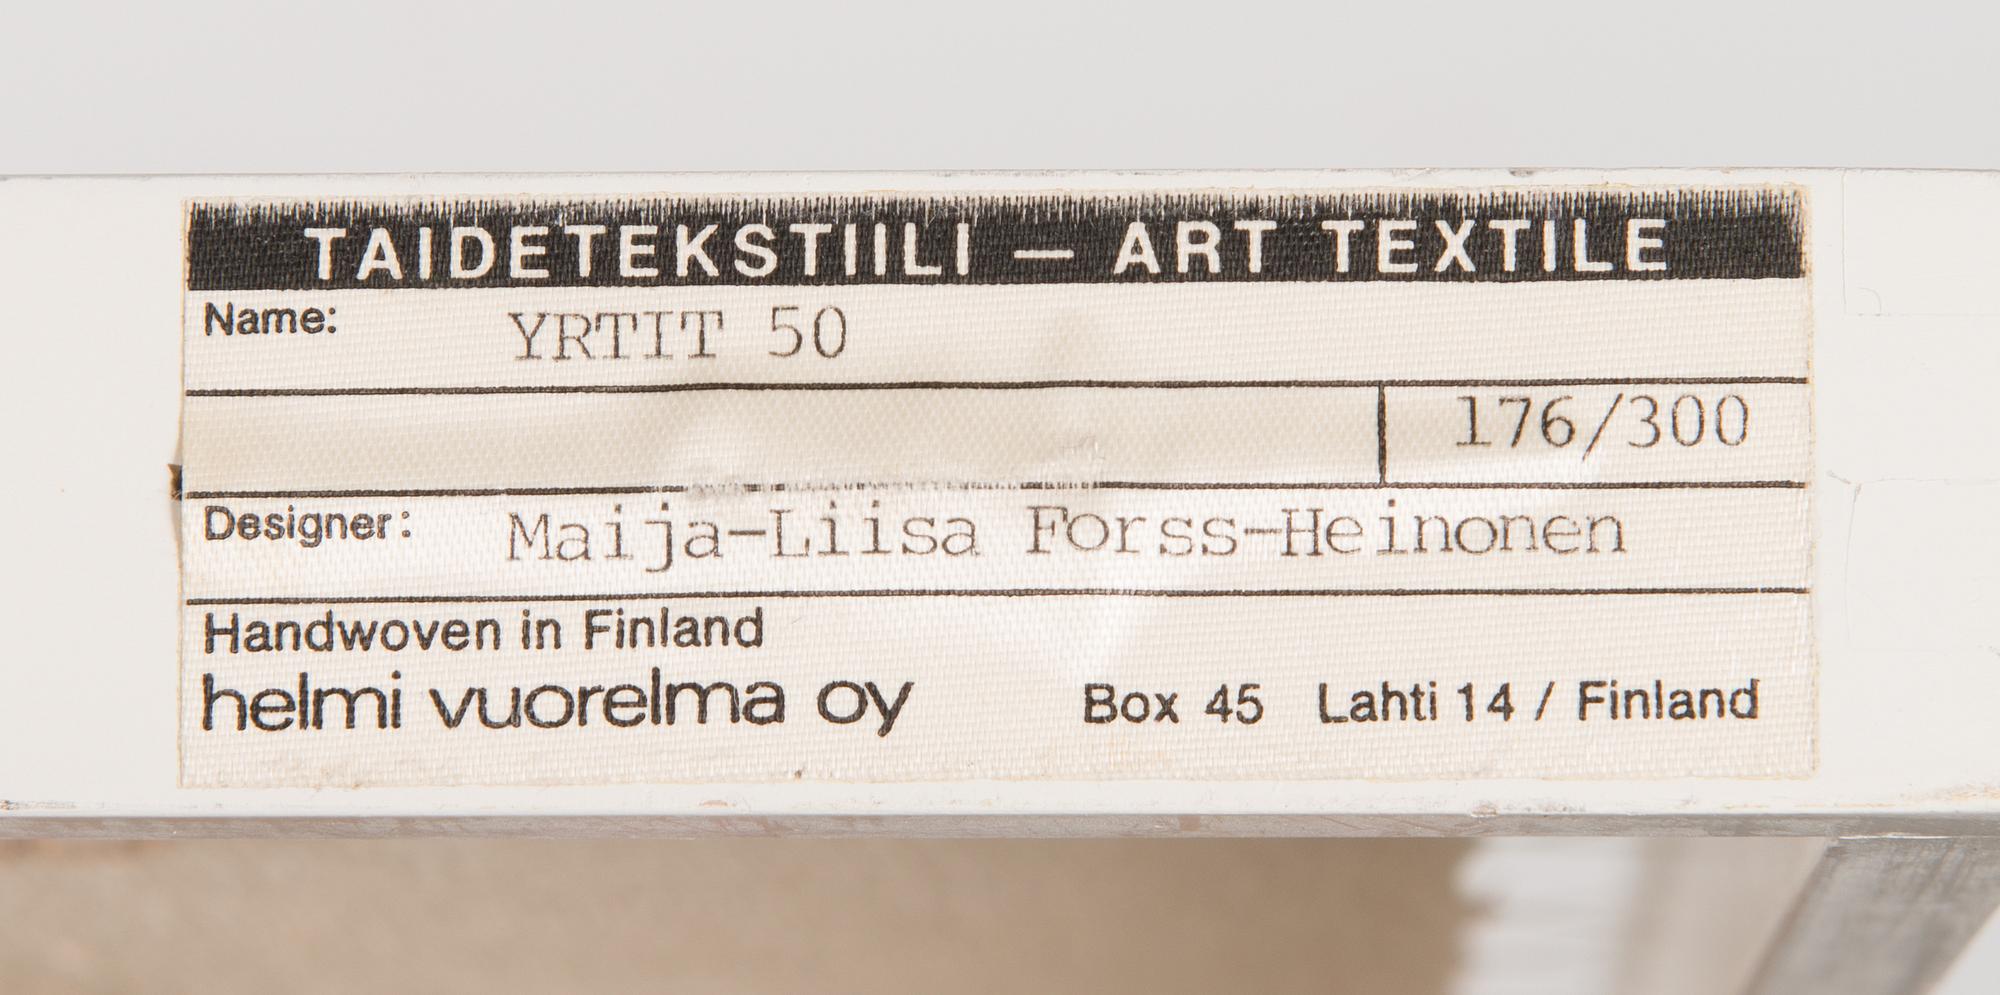 TAIDETEKSTIILI — ART TEXTILE
Name: YRTIT 50
176/300
Designer: Maija-Liisa Forss-Heinonen
Handwoven in Finland
helmi vuorelma oy Box 45 Lahti 14 / Finland